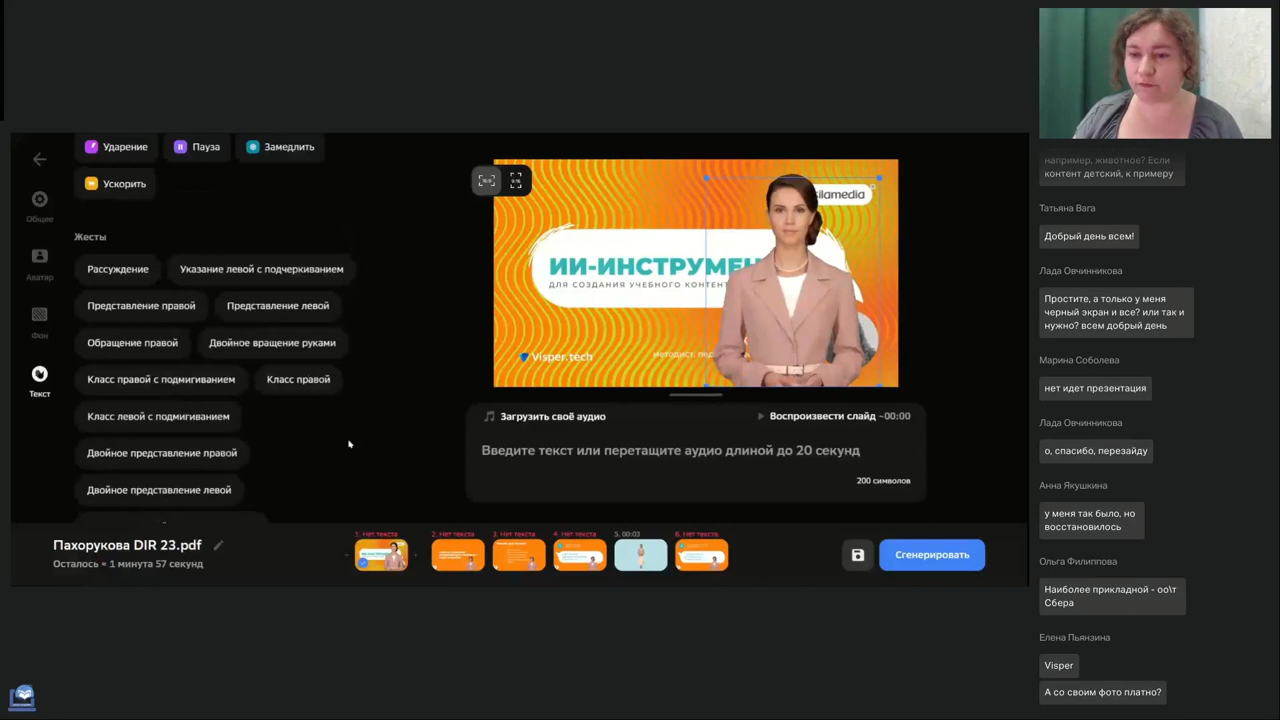 Ударение
Пауза
Замедлить
Ускорить
Общее
Аватар
Фон
Текст
Жесты
Рассуждение
Указание левой с подчеркиванием
Представление правой
Представление левой
Обращение правой
Двойное вращение руками
Класс правой с подмигиванием
Класс правой
Класс левой с подмигиванием
Двойное представление правой
Двойное представление левой
16:9
9:16
silamedia
ИИ-ИНСТРУМЕН
ДЛЯ СОЗДАНИЯ УЧЕБНОГО КОНТЕНТ
Visper.tech
методист, пед
Загрузить своё аудио
Воспроизвести слайд ~00:00
Введите текст или перетащите аудио длиной до 20 секунд
200 символов
Пахорукова DIR 23.pdf
Осталось ≈ 1 минута 57 секунд
1. Нет текста
2. Нет текста
3. Нет текста
4. Нет текста
5. 00:03
6. Нет текста
Сгенерировать
например, животное? Если
контент детский, к примеру
Татьяна Вага
Добрый день всем!
Лада Овчинникова
Простите, а только у меня
черный экран и все? или так и
нужно? всем добрый день
Марина Соболева
нет идет презентация
Лада Овчинникова
о, спасибо, перезайду
Анна Якушкина
у меня так было, но
восстановилось
Ольга Филиппова
Наиболее прикладной - оо\т
Сбера
Елена Пьянзина
Visper
А со своим фото платно?